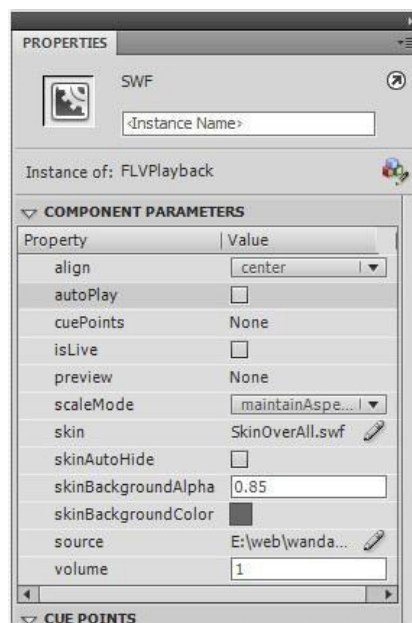 PROPERTIES
SWF
<Instance Name>
Instance of: FLVPlayback
COMPONENT PARAMETERS
Property Value
align center
autoPlay
cuePoints None
isLive
preview None
scaleMode maintainAspe...
skin SkinOverAll.swf
skinAutoHide
skinBackgroundAlpha 0.85
skinBackgroundColor
source E:\web\wanda...
volume 1
CUE POINTS